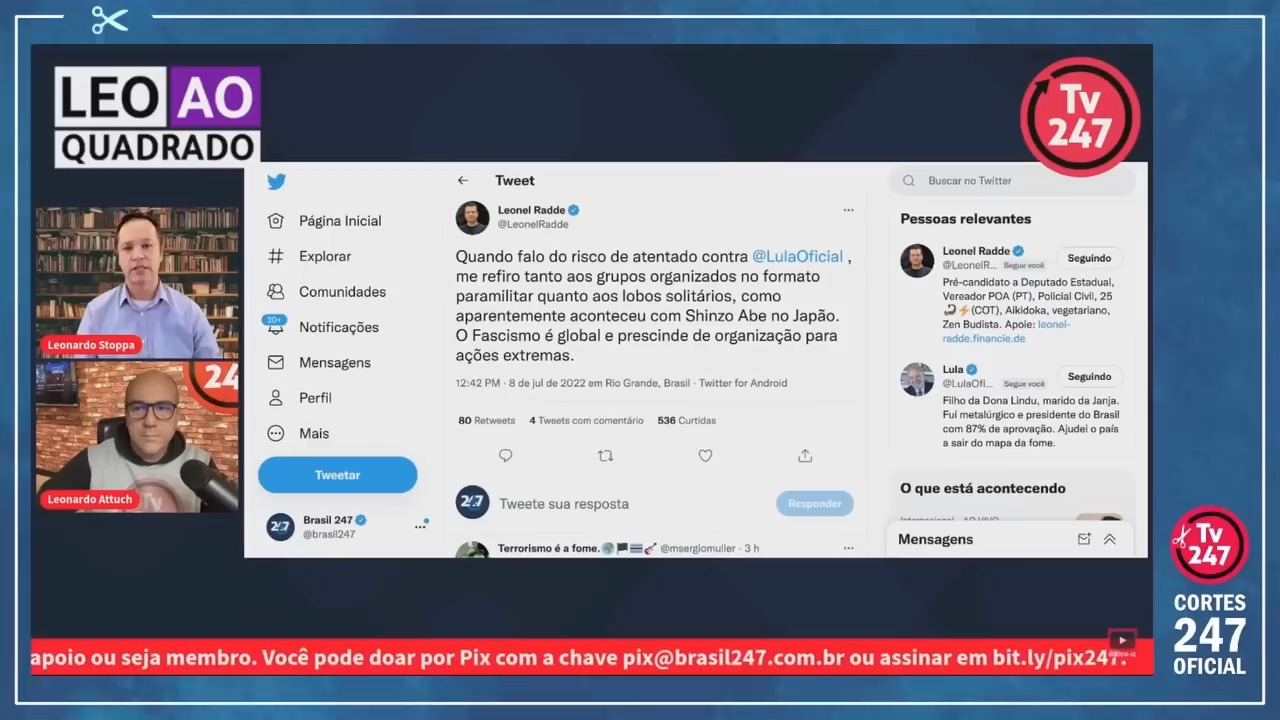 LEO AO
QUADRADO
Tv
247
Leonardo Stoppa
24
Leonardo Attuch
Página Inicial
Explorar
Comunidades
20+
Notificações
Mensagens
Perfil
Mais
Tweetar
247
Brasil 247
@brasil247
Tweet
Leonel Radde
@LeonelRadde
Quando falo do risco de atentado contra @LulaOficial ,
me refiro tanto aos grupos organizados no formato
paramilitar quanto aos lobos solitários, como
aparentemente aconteceu com Shinzo Abe no Japão.
O Fascismo é global e prescinde de organização para
ações extremas.
12:42 PM · 8 de jul de 2022 em Rio Grande, Brasil · Twitter for Android
80 Retweets 4 Tweets com comentário 536 Curtidas
247
Tweete sua resposta
Responder
Terrorismo é a fome. @msergiomuller · 3 h
Buscar no Twitter
Pessoas relevantes
Leonel Radde
@LeonelR... Segue você
Seguindo
Pré-candidato a Deputado Estadual,
Vereador POA (PT), Policial Civil, 25
🦂⚡(COT), Aikidoka, vegetariano,
Zen Budista. Apoie: leonel-
radde.financie.de
Lula
@LulaOfi... Segue você
Seguindo
Filho da Dona Lindu, marido da Janja.
Fui metalúrgico e presidente do Brasil
com 87% de aprovação. Ajudei o país
a sair do mapa da fome.
O que está acontecendo
Mensagens
apoio ou seja membro. Você pode doar por Pix com a chave pix@brasil247.com.br ou assinar em bit.ly/pix247.
Tv
247
CORTES
247
OFICIAL